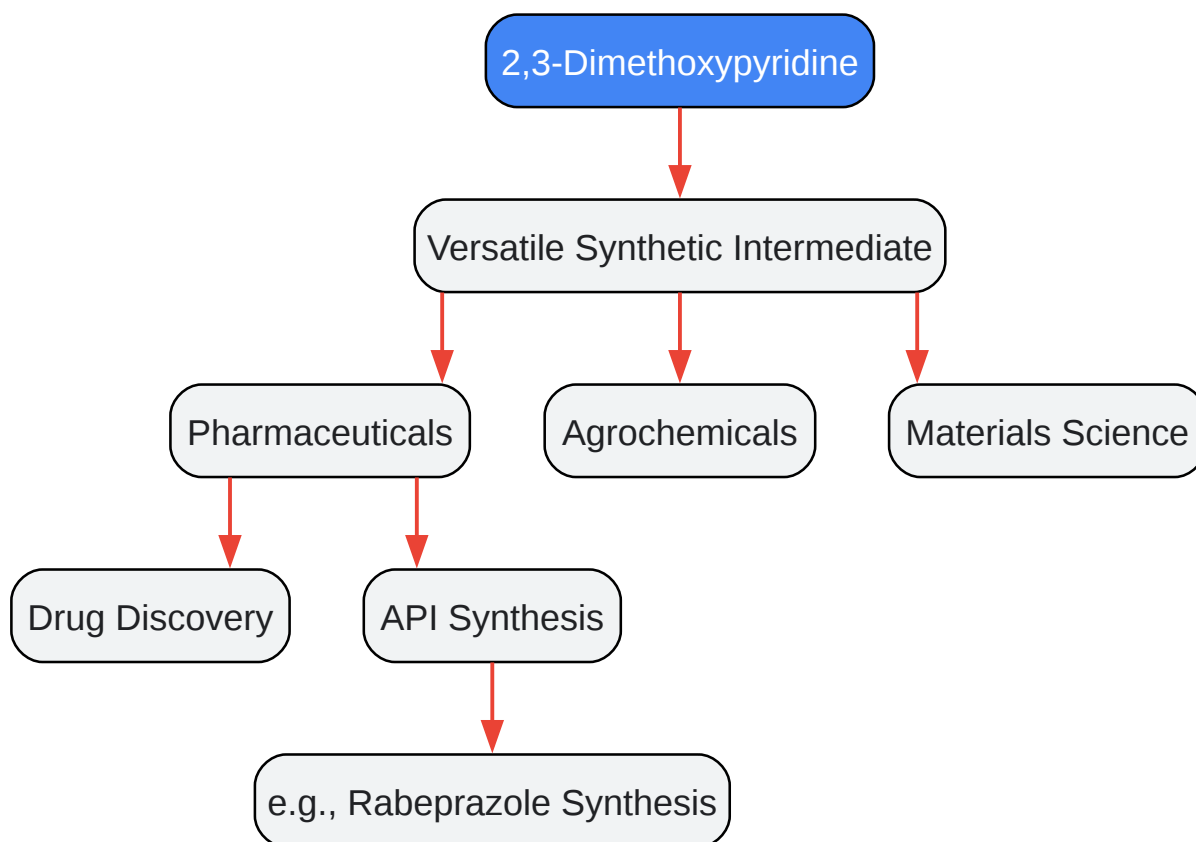 2,3-Dimethoxypyridine
Versatile Synthetic Intermediate
Pharmaceuticals
Agrochemicals
Materials Science
Drug Discovery
API Synthesis
e.g., Rabeprazole Synthesis